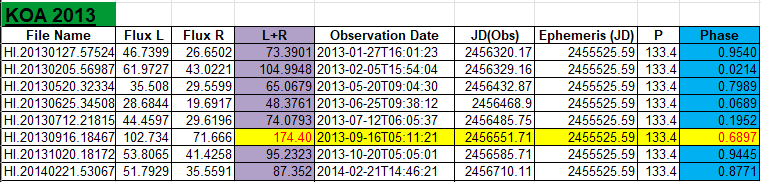 KOA 2013
File Name Flux L Flux R L+R Observation Date JD(Obs) Ephemeris (JD) P Phase
HI.20130127.57524 46.7399 26.6502 73.3901 2013-01-27T16:01:23 2456320.17 2455525.59 133.4 0.9540
HI.20130205.56987 61.9727 43.0221 104.9948 2013-02-05T15:54:04 2456329.16 2455525.59 133.4 0.0214
HI.20130520.32334 35.508 29.5599 65.0679 2013-05-20T09:04:30 2456432.87 2455525.59 133.4 0.7989
HI.20130625.34508 28.6844 19.6917 48.3761 2013-06-25T09:38:12 2456468.9 2455525.59 133.4 0.0689
HI.20130712.21815 44.4597 29.6196 74.0793 2013-07-12T06:05:37 2456485.75 2455525.59 133.4 0.1952
HI.20130916.18467 102.734 71.666 174.40 2013-09-16T05:11:21 2456551.71 2455525.59 133.4 0.6897
HI.20131020.18172 53.8065 41.4258 95.2323 2013-10-20T05:05:01 2456585.71 2455525.59 133.4 0.9445
HI.20140221.53067 51.7929 35.5591 87.352 2014-02-21T14:46:21 2456710.11 2455525.59 133.4 0.8771